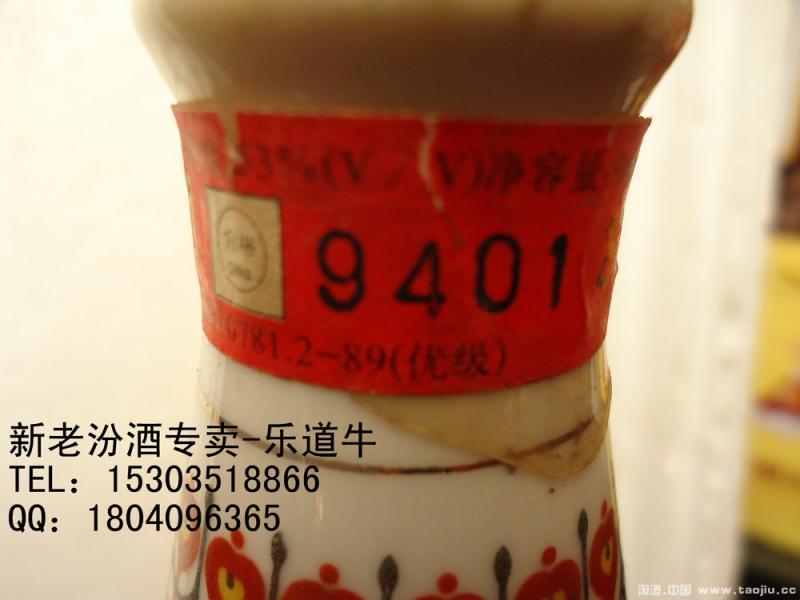 53%(V/V)净容量
合格
9401
0781.2-89(优级)
新老汾酒专卖-乐道牛
TEL：15303518866
QQ：1804096365
淘酒.中国 www.taojiu.cc